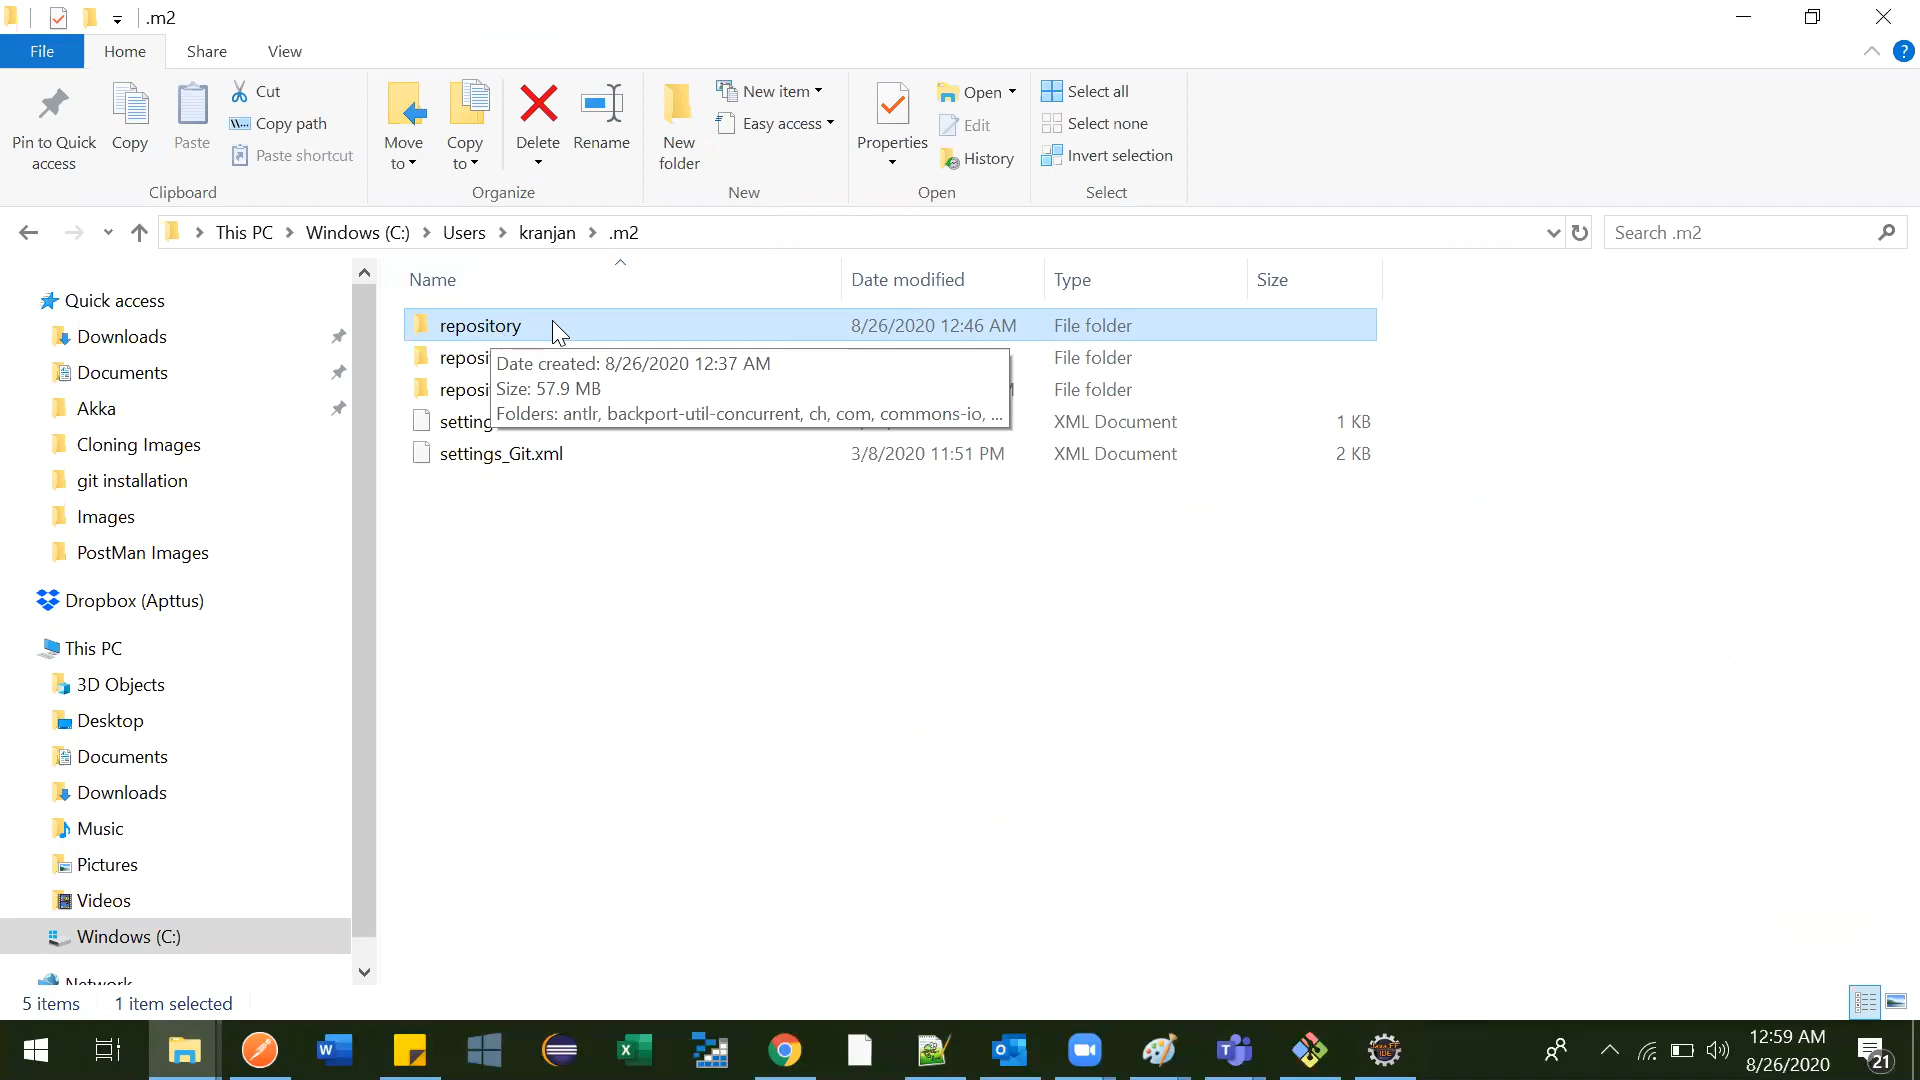 .m2
File Home Share View
Pin to Quick access Copy Paste Cut Copy path Paste shortcut Move to Copy to Delete Rename New folder New item Easy access Properties Open Edit History Select all Select none Invert selection
Clipboard Organize New Open Select
This PC Windows (C:) Users kranjan .m2 Search .m2
Name Date modified Type Size
repository 8/26/2020 12:46 AM File folder
File folder
File folder
XML Document 1 KB
settings_Git.xml 3/8/2020 11:51 PM XML Document 2 KB
Date created: 8/26/2020 12:37 AM
Size: 57.9 MB
Folders: antlr, backport-util-concurrent, ch, com, commons-io, ...
Quick access
Downloads
Documents
Akka
Cloning Images
git installation
Images
PostMan Images
Dropbox (Apttus)
This PC
3D Objects
Desktop
Documents
Downloads
Music
Pictures
Videos
Windows (C:)
Network
5 items 1 item selected
12:59 AM
8/26/2020
21